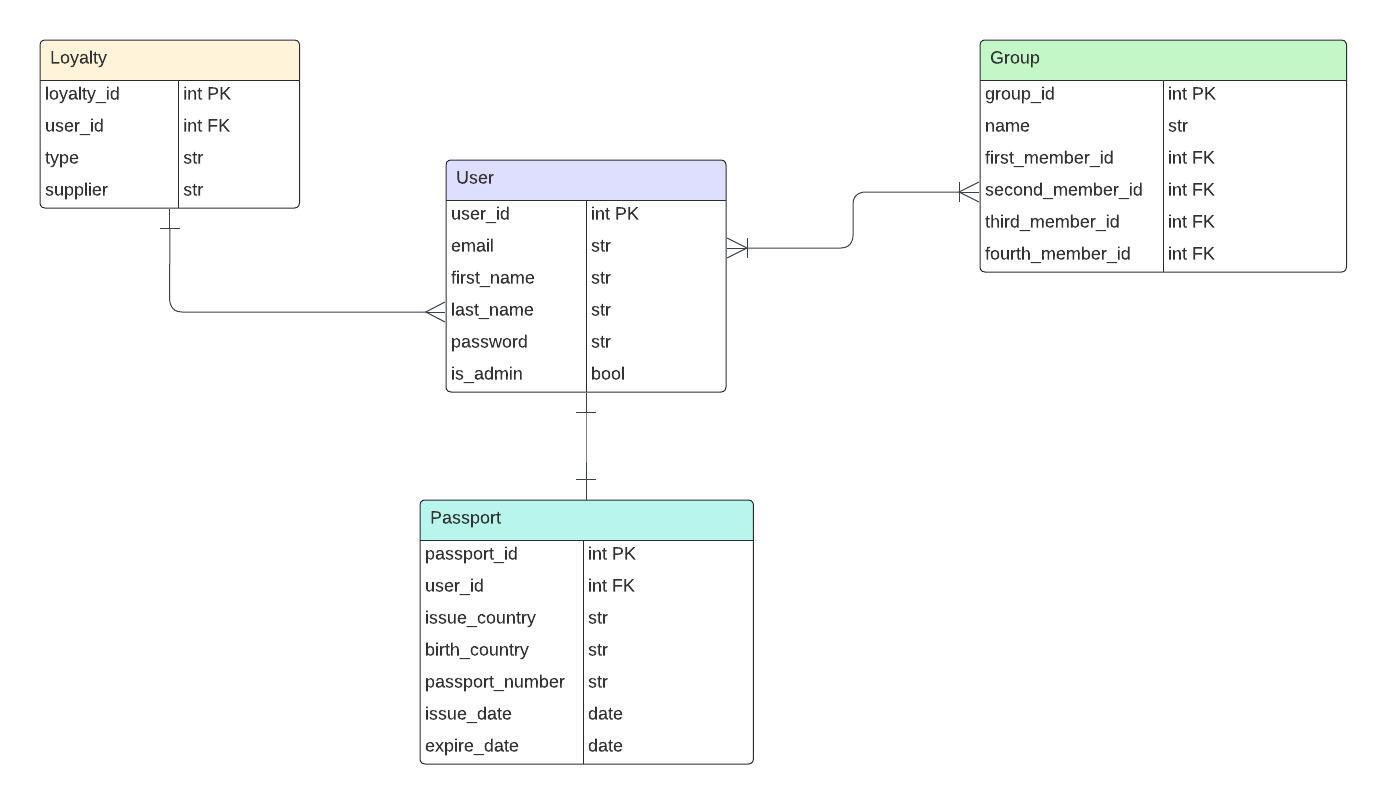 Loyalty
loyalty_id int PK
user_id int FK
type str
supplier str
User
user_id int PK
email str
first_name str
last_name str
password str
is_admin bool
Group
group_id int PK
name str
first_member_id int FK
second_member_id int FK
third_member_id int FK
fourth_member_id int FK
Passport
passport_id int PK
user_id int FK
issue_country str
birth_country str
passport_number str
issue_date date
expire_date date